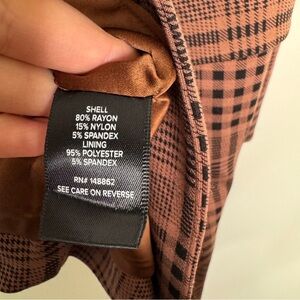 SHELL
80% RAYON
15% NYLON
5% SPANDEX
LINING
95% POLYESTER
5% SPANDEX
RN# 148862
SEE CARE ON REVERSE